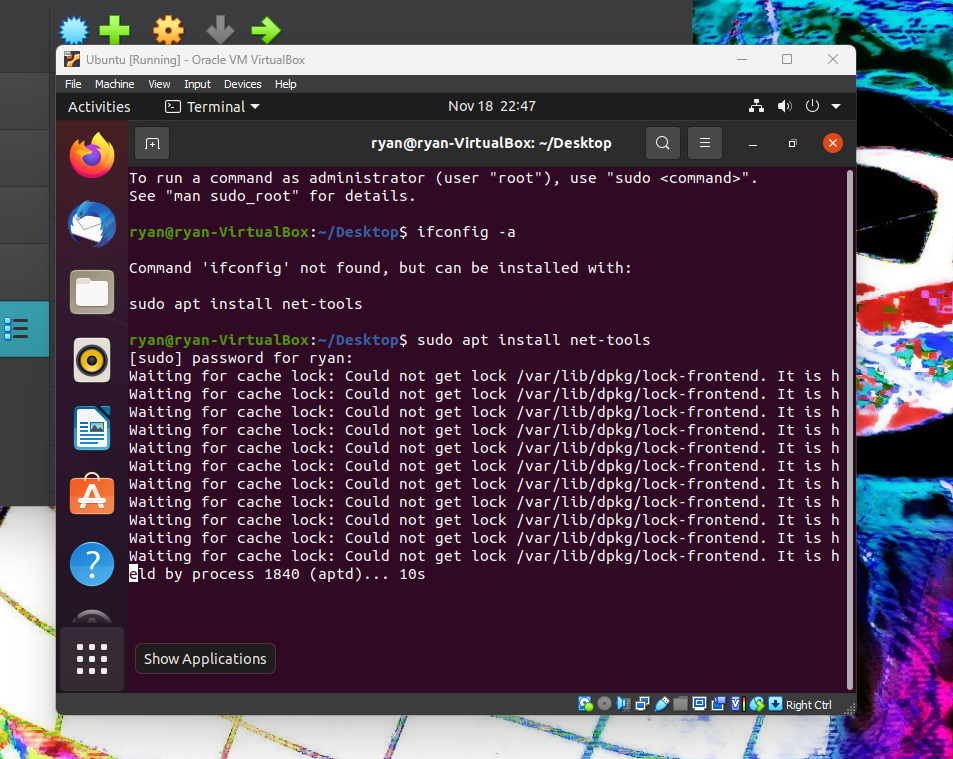 Ubuntu [Running] - Oracle VM VirtualBox
File Machine View Input Devices Help
Activities Terminal Nov 18 22:47
ryan@ryan-VirtualBox: ~/Desktop
To run a command as administrator (user "root"), use "sudo <command>".
See "man sudo_root" for details.
ryan@ryan-VirtualBox:~/Desktop$ ifconfig -a
Command 'ifconfig' not found, but can be installed with:
sudo apt install net-tools
ryan@ryan-VirtualBox:~/Desktop$ sudo apt install net-tools
[sudo] password for ryan:
Waiting for cache lock: Could not get lock /var/lib/dpkg/lock-frontend. It is h
Waiting for cache lock: Could not get lock /var/lib/dpkg/lock-frontend. It is h
Waiting for cache lock: Could not get lock /var/lib/dpkg/lock-frontend. It is h
Waiting for cache lock: Could not get lock /var/lib/dpkg/lock-frontend. It is h
Waiting for cache lock: Could not get lock /var/lib/dpkg/lock-frontend. It is h
Waiting for cache lock: Could not get lock /var/lib/dpkg/lock-frontend. It is h
Waiting for cache lock: Could not get lock /var/lib/dpkg/lock-frontend. It is h
Waiting for cache lock: Could not get lock /var/lib/dpkg/lock-frontend. It is h
Waiting for cache lock: Could not get lock /var/lib/dpkg/lock-frontend. It is h
Waiting for cache lock: Could not get lock /var/lib/dpkg/lock-frontend. It is h
Waiting for cache lock: Could not get lock /var/lib/dpkg/lock-frontend. It is h
eld by process 1840 (aptd)... 10s
Show Applications
Right Ctrl